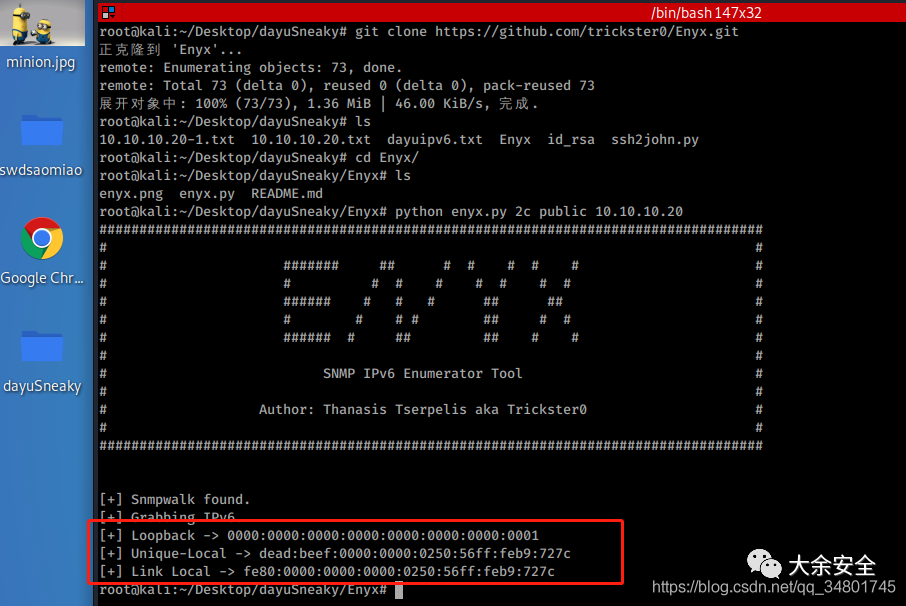 minion.jpg
swdsaomiao
Google Chr...
dayuSneaky
/bin/bash 147x32
root@kali:~/Desktop/dayuSneaky# git clone https://github.com/trickster0/Enyx.git
正克隆到 'Enyx'...
remote: Enumerating objects: 73, done.
remote: Total 73 (delta 0), reused 0 (delta 0), pack-reused 73
展开对象中: 100% (73/73), 1.36 MiB | 46.00 KiB/s, 完成.
root@kali:~/Desktop/dayuSneaky# ls
10.10.10.20-1.txt  10.10.10.20.txt  dayuipv6.txt  Enyx  id_rsa  ssh2john.py
root@kali:~/Desktop/dayuSneaky# cd Enyx/
root@kali:~/Desktop/dayuSneaky/Enyx# ls
enyx.png  enyx.py  README.md
root@kali:~/Desktop/dayuSneaky/Enyx# python enyx.py 2c public 10.10.10.20
SNMP IPv6 Enumerator Tool
Author: Thanasis Tserpelis aka Trickster0
[+] Snmpwalk found.
[+] Grabbing IPv6.
[+] Loopback -> 0000:0000:0000:0000:0000:0000:0000:0001
[+] Unique-Local -> dead:beef:0000:0000:0250:56ff:feb9:727c
[+] Link Local -> fe80:0000:0000:0000:0250:56ff:feb9:727c
root@kali:~/Desktop/dayuSneaky/Enyx#
大余安全
https://blog.csdn.net/qq_34801745